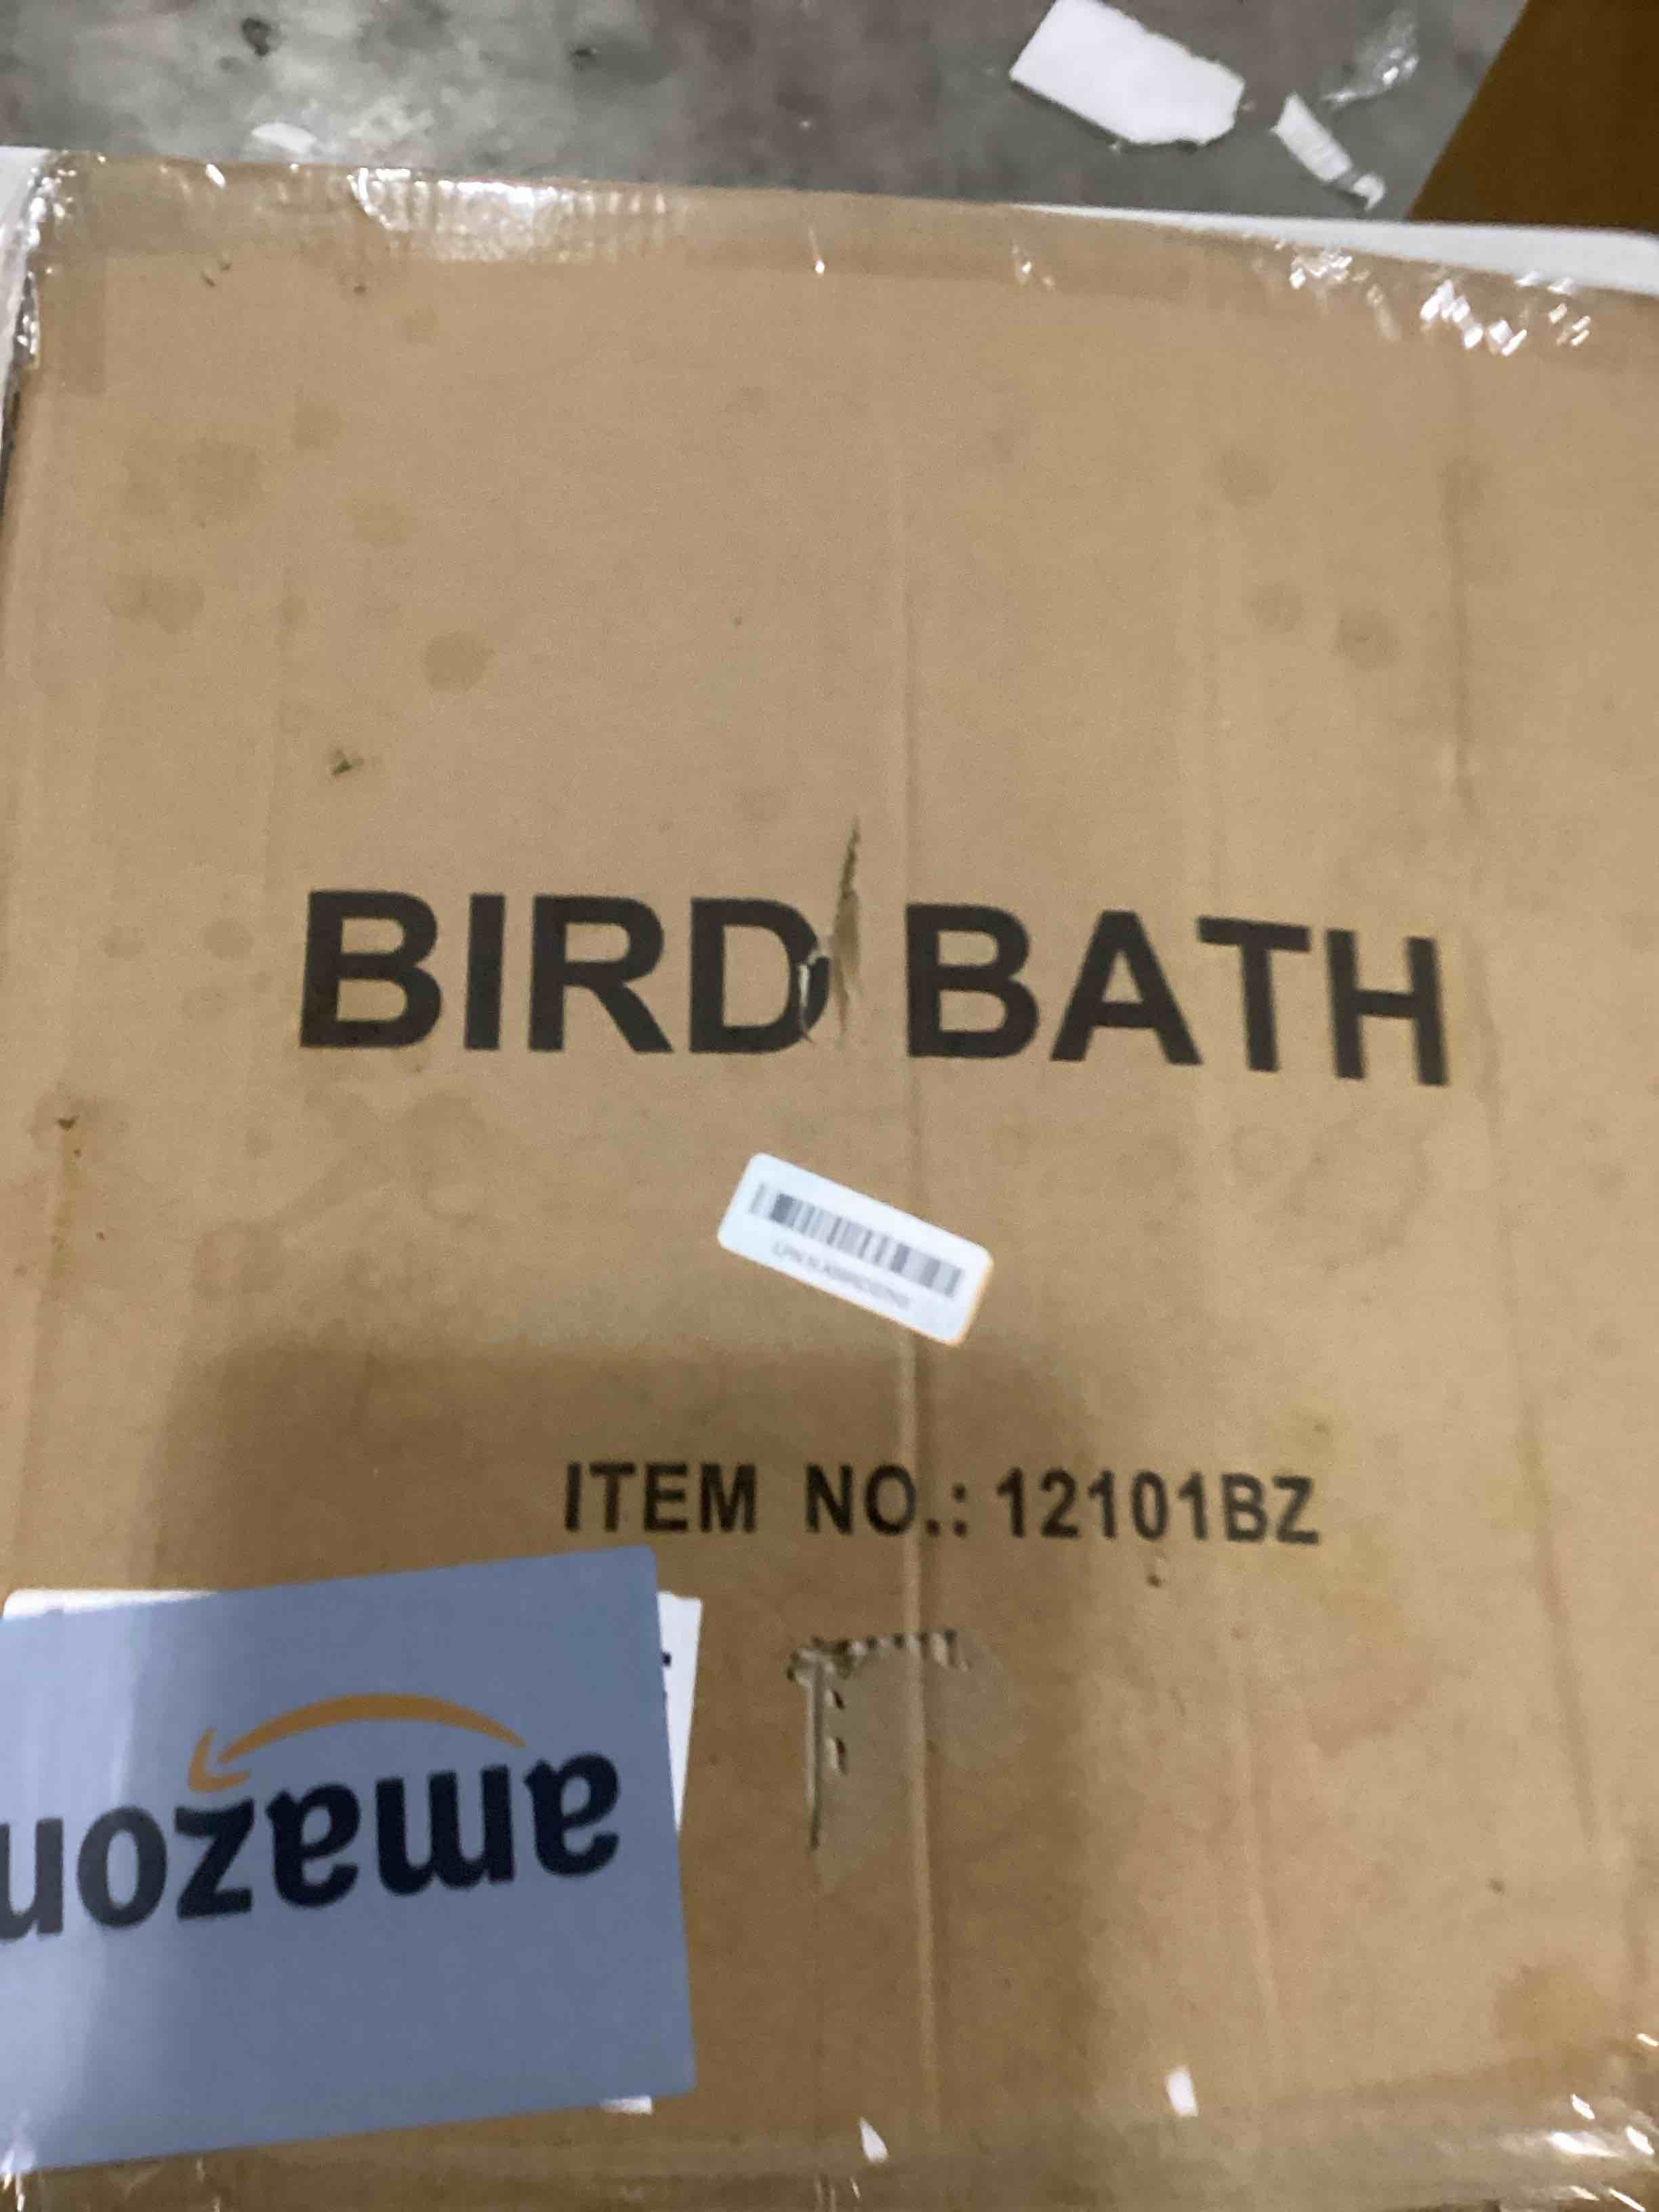 BIRD BATH
ITEM NO.: 12101BZ
amazon